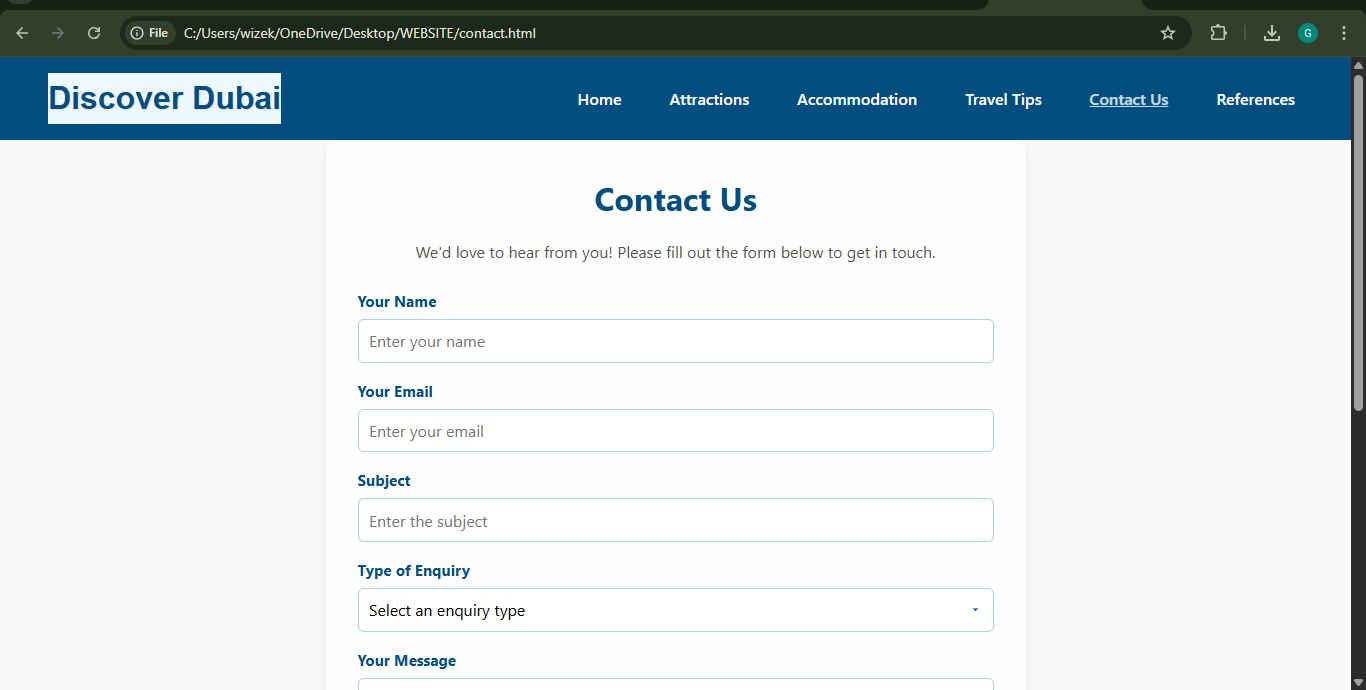 File C:/Users/wizek/OneDrive/Desktop/WEBSITE/contact.html G
Discover Dubai Home Attractions Accommodation Travel Tips Contact Us References
Contact Us
We'd love to hear from you! Please fill out the form below to get in touch.
Your Name
Enter your name
Your Email
Enter your email
Subject
Enter the subject
Type of Enquiry
Select an enquiry type
Your Message